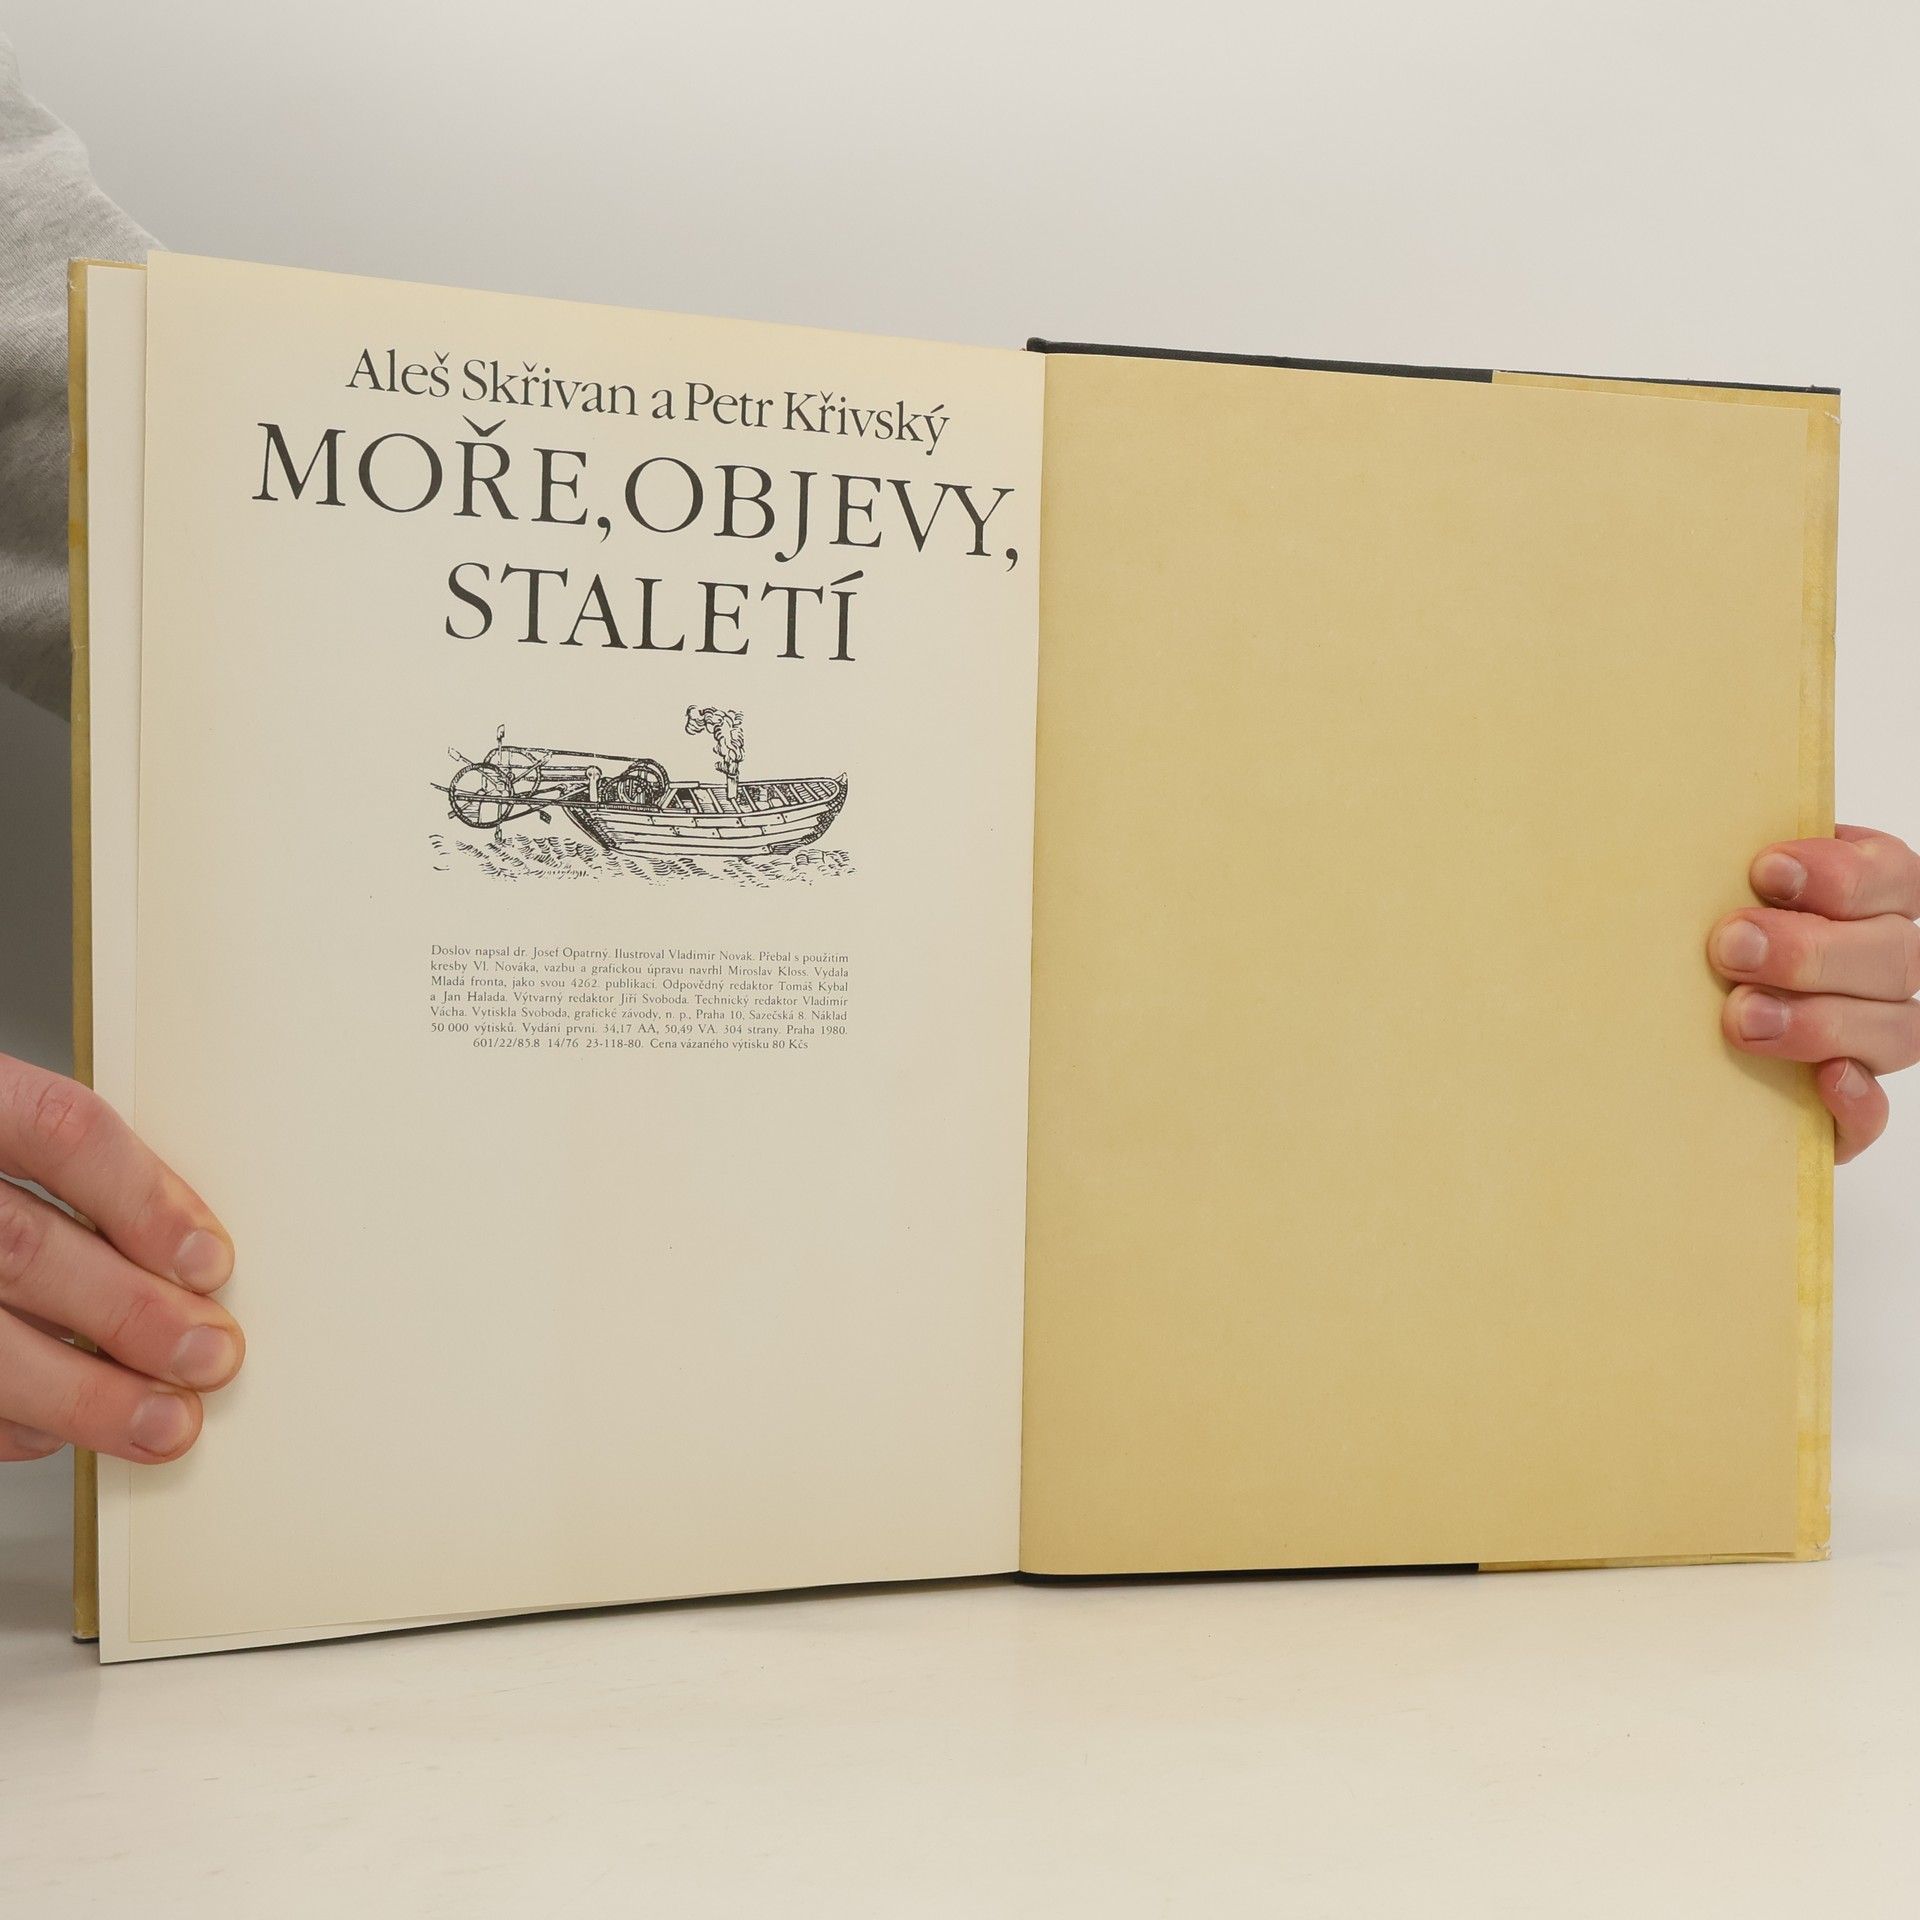 Aleš Skřivan a Petr Křivský
MOŘE, OBJEVY,
STALETÍ
Doslov napsal dr. Josef Opatrný. Ilustroval Vladimír Novák. Přebal s použitím
kresby Vl. Nováka, vazbu a grafickou úpravu navrhl Miroslav Kloss. Vydala
Mladá fronta, jako svou 4262. publikaci. Odpovědný redaktor Tomáš Kybal
a Jan Halada. Výtvarný redaktor Jiří Svoboda. Technický redaktor Vladimír
Vácha. Vytiskla Svoboda, grafické závody, n. p., Praha 10, Sazečská 8. Náklad
50 000 výtisků. Vydání první. 34,17 AA, 50,49 VA. 304 strany. Praha 1980.
601/22/85.8 14/76 23-118-80. Cena vázaného výtisku 80 Kčs